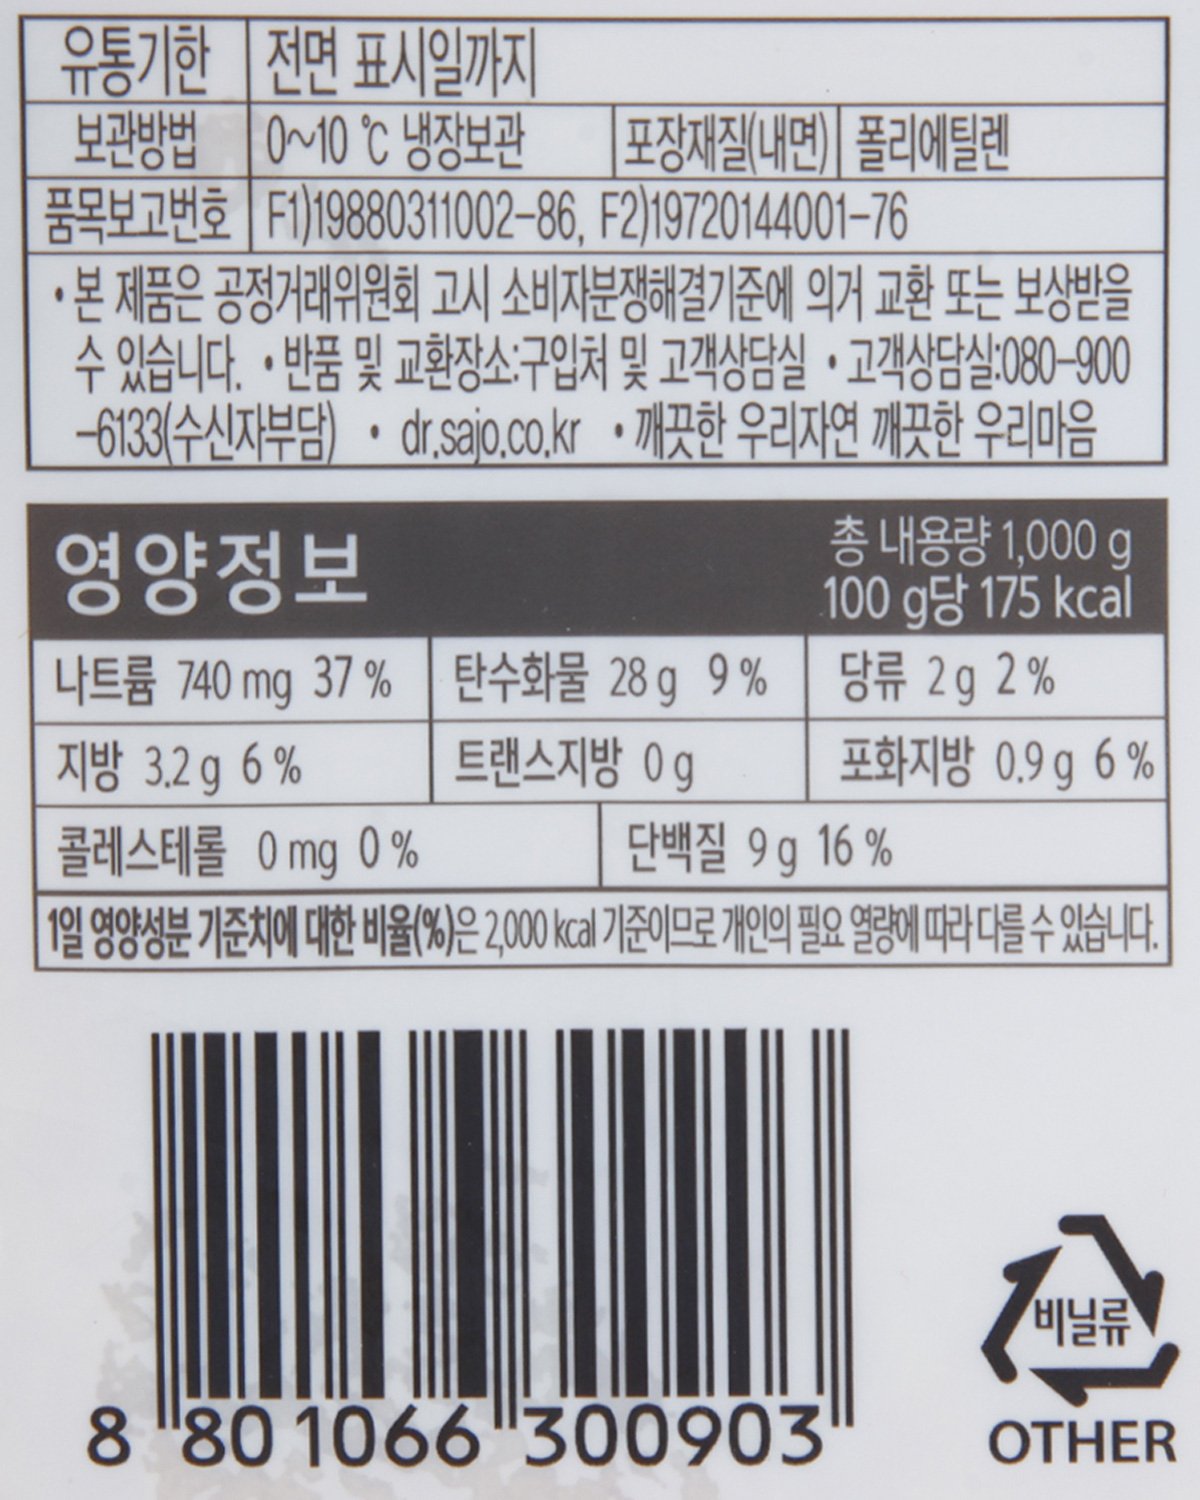 유통기한 전면 표시일까지
보관방법 0~10 ℃ 냉장보관 포장재질(내면) 폴리에틸렌
품목보고번호 F1)19880311002-86, F2)19720144001-76
• 본 제품은 공정거래위원회 고시 소비자분쟁해결기준에 의거 교환 또는 보상받을
수 있습니다. • 반품 및 교환장소:구입처 및 고객상담실 • 고객상담실:080-900
-6133(수신자부담) • dr.sajo.co.kr • 깨끗한 우리자연 깨끗한 우리마음
영양정보
총 내용량 1,000 g
100 g당 175 kcal
나트륨 740 mg 37 % 탄수화물 28 g 9 % 당류 2 g 2 %
지방 3.2 g 6 % 트랜스지방 0 g 포화지방 0.9 g 6 %
콜레스테롤 0 mg 0 % 단백질 9 g 16 %
1일 영양성분 기준치에 대한 비율(%)은 2,000 kcal 기준이므로 개인의 필요 열량에 따라 다를 수 있습니다.
비닐류
OTHER
8 801066 300903